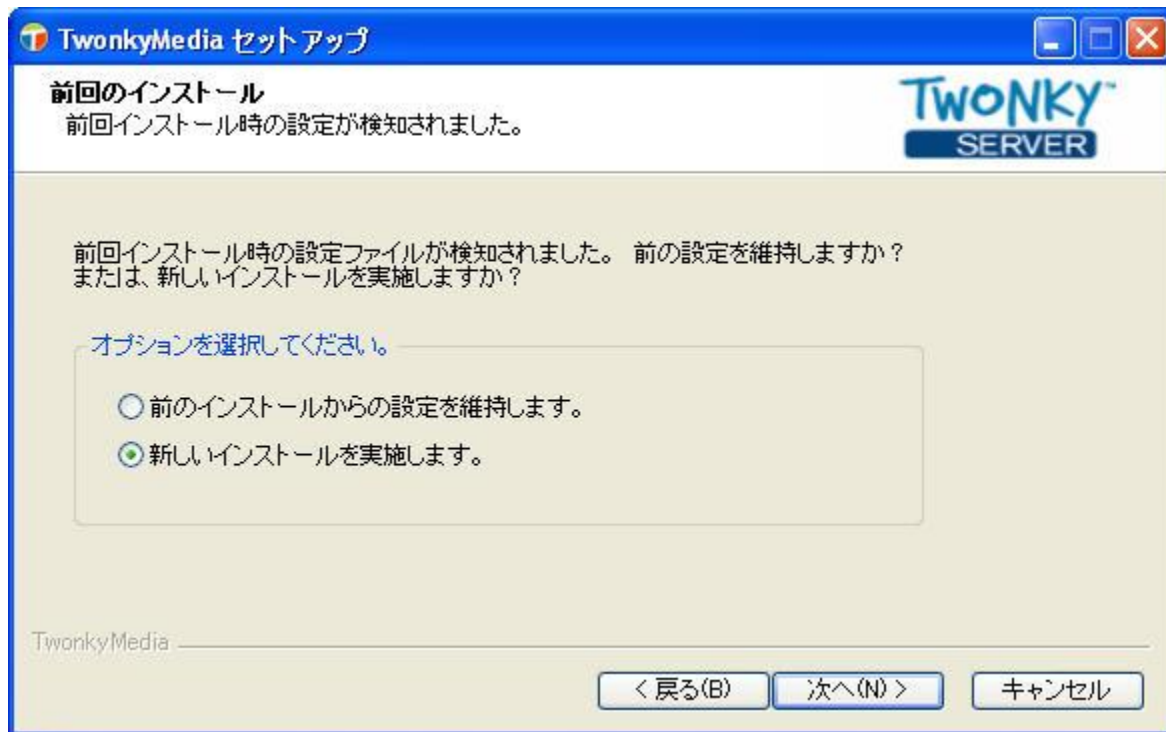 TwonkyMedia セットアップ
前回のインストール
前回インストール時の設定が検知されました。
TWONKY™
SERVER
前回インストール時の設定ファイルが検知されました。 前の設定を維持しますか？
または、新しいインストールを実施しますか？
オプションを選択してください。
前のインストールからの設定を維持します。
新しいインストールを実施します。
TwonkyMedia
< 戻る(B)
次へ(N) >
キャンセル